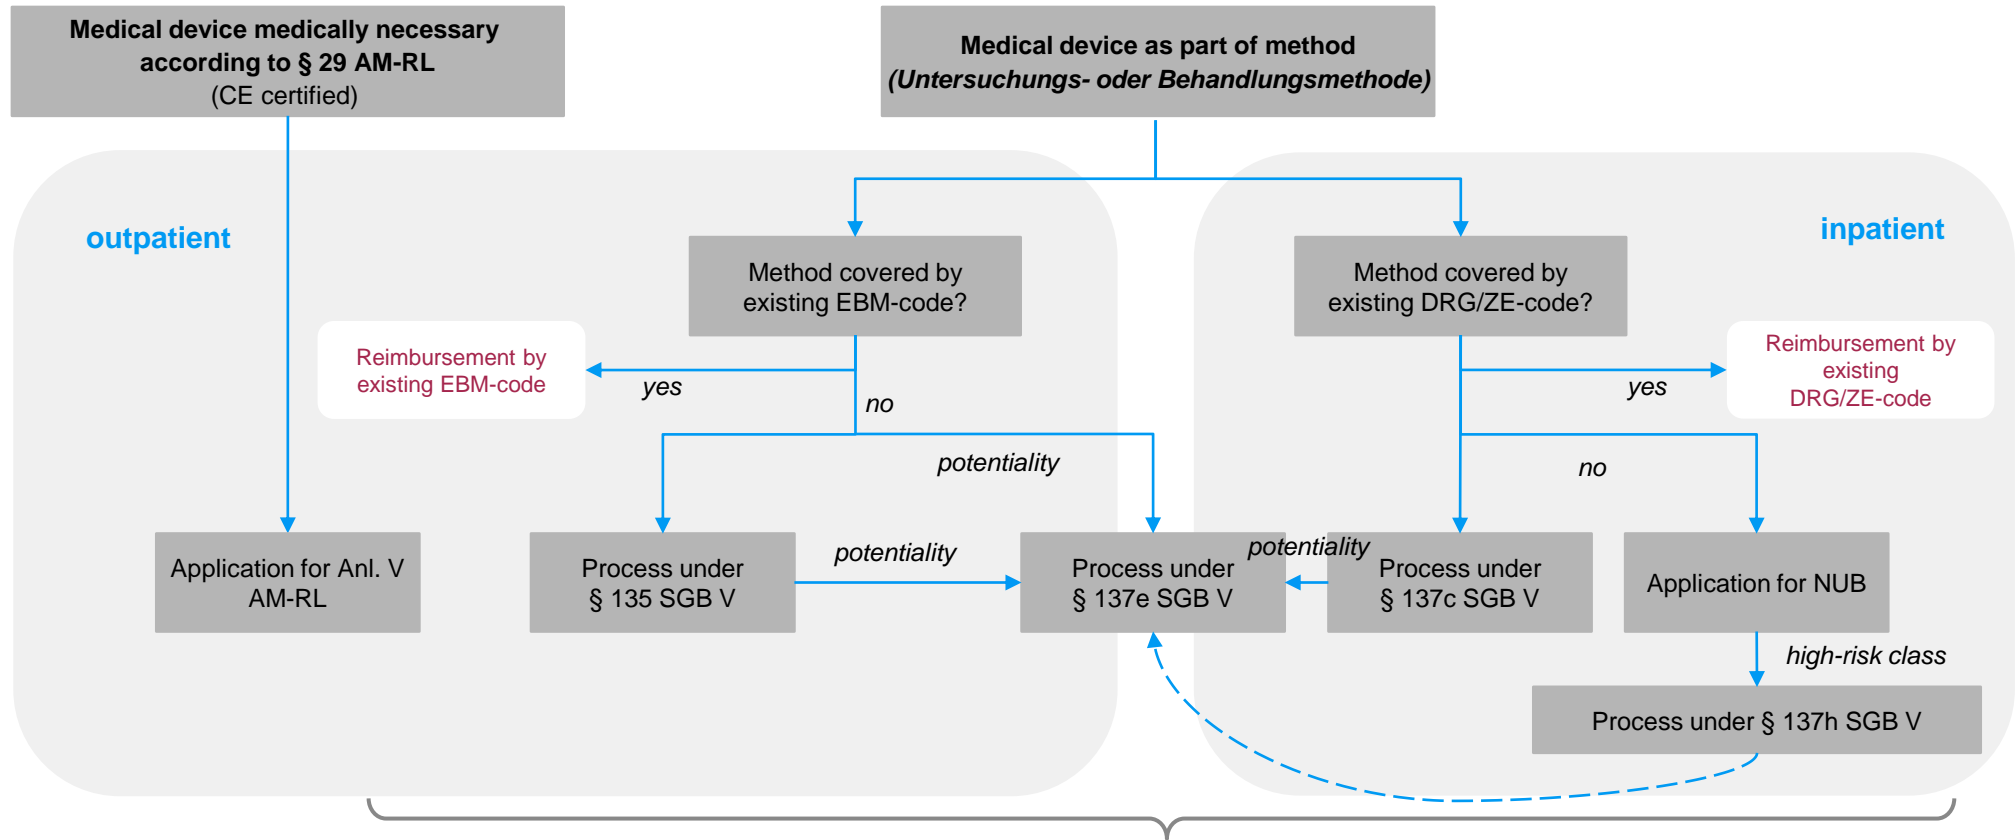 Medical device medically necessary
according to § 29 AM-RL
(CE certified)
Medical device as part of method
(Untersuchungs- oder Behandlungsmethode)
outpatient
inpatient
Method covered by
existing EBM-code?
Method covered by
existing DRG/ZE-code?
Reimbursement by
existing EBM-code
yes
no
Reimbursement by
existing
DRG/ZE-code
yes
no
potentiality
Application for Anl. V
AM-RL
Process under
§ 135 SGB V
potentiality
Process under
§ 137e SGB V
potentiality
Process under
§ 137c SGB V
Application for NUB
high-risk class
Process under § 137h SGB V